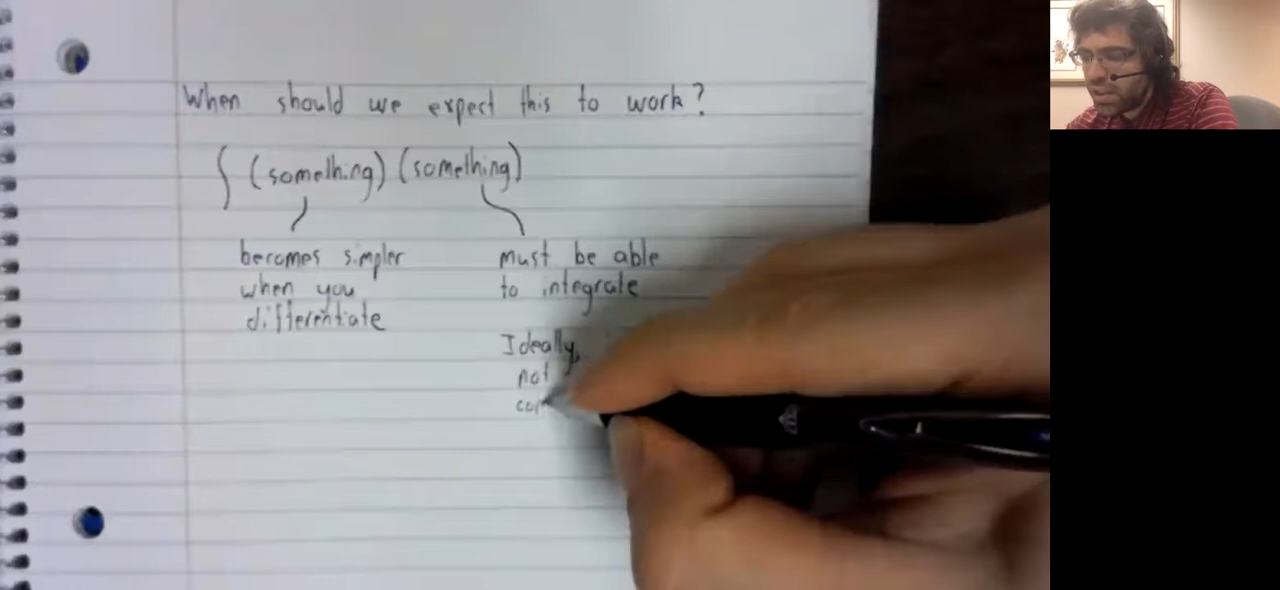 When should we expect this to work?
∫ (something) (something)
becomes simpler
when you
differentiate
must be able
to integrate
Ideally,
not